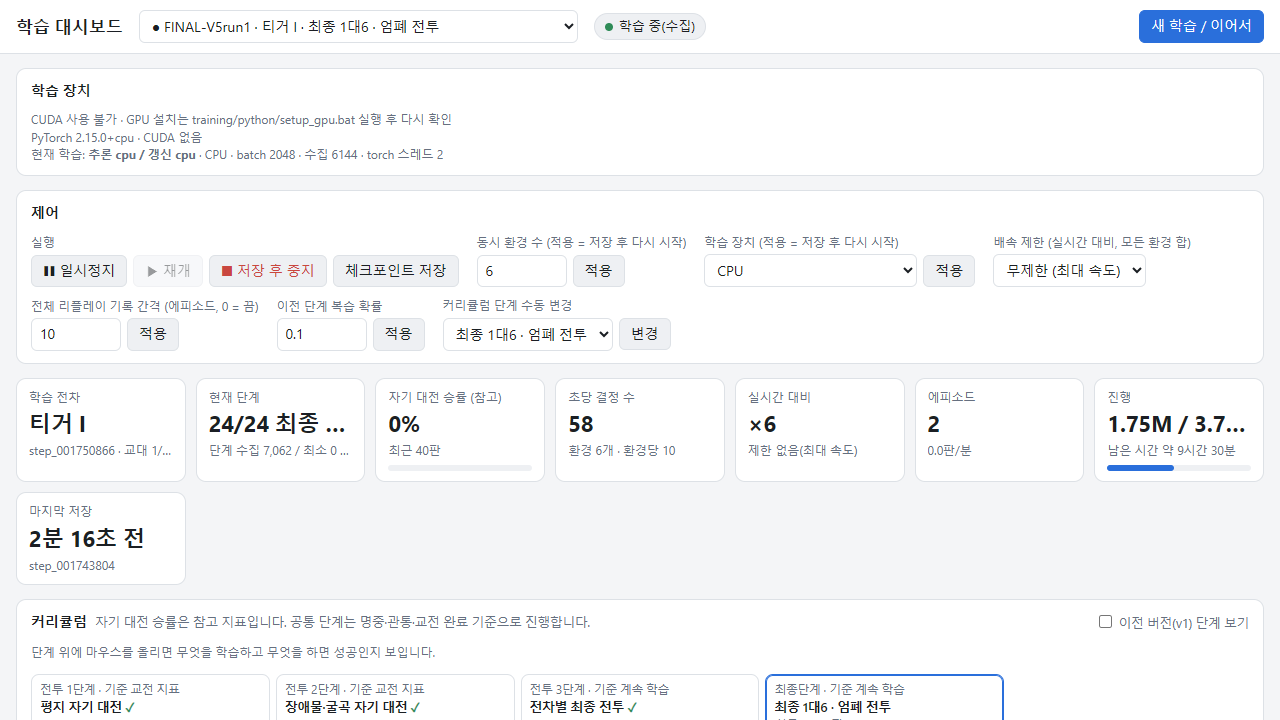 학습 대시보드
● FINAL-V5run1 · 티거 I · 최종 1대6 · 엄폐 전투
● 학습 중(수집)
새 학습 / 이어서
학습 장치
CUDA 사용 불가 · GPU 설치는 training/python/setup_gpu.bat 실행 후 다시 확인
PyTorch 2.15.0+cpu · CUDA 없음
현재 학습: 추론 cpu / 갱신 cpu · CPU · batch 2048 · 수집 6144 · torch 스레드 2
제어
실행
⏸ 일시정지
▶ 재개
■ 저장 후 중지
체크포인트 저장
동시 환경 수 (적용 = 저장 후 다시 시작)
6
적용
학습 장치 (적용 = 저장 후 다시 시작)
CPU
적용
배속 제한 (실시간 대비, 모든 환경 합)
무제한 (최대 속도)
전체 리플레이 기록 간격 (에피소드, 0 = 끔)
10
적용
이전 단계 복습 확률
0.1
적용
커리큘럼 단계 수동 변경
최종 1대6 · 엄폐 전투
변경
학습 전차
티거 I
step_001750866 · 교대 1/...
현재 단계
24/24 최종 ...
단계 수집 7,062 / 최소 0 ...
자기 대전 승률 (참고)
0%
최근 40판
초당 결정 수
58
환경 6개 · 환경당 10
실시간 대비
×6
제한 없음(최대 속도)
에피소드
2
0.0판/분
진행
1.75M / 3.7...
남은 시간 약 9시간 30분
마지막 저장
2분 16초 전
step_001743804
커리큘럼 자기 대전 승률은 참고 지표입니다. 공통 단계는 명중·관통·교전 완료 기준으로 진행합니다.
이전 버전(v1) 단계 보기
단계 위에 마우스를 올리면 무엇을 학습하고 무엇을 하면 성공인지 보입니다.
전투 1단계 · 기준 교전 지표
평지 자기 대전 ✓
전투 2단계 · 기준 교전 지표
장애물·굴곡 자기 대전 ✓
전투 3단계 · 기준 계속 학습
전차별 최종 전투 ✓
최종단계 · 기준 계속 학습
최종 1대6 · 엄폐 전투